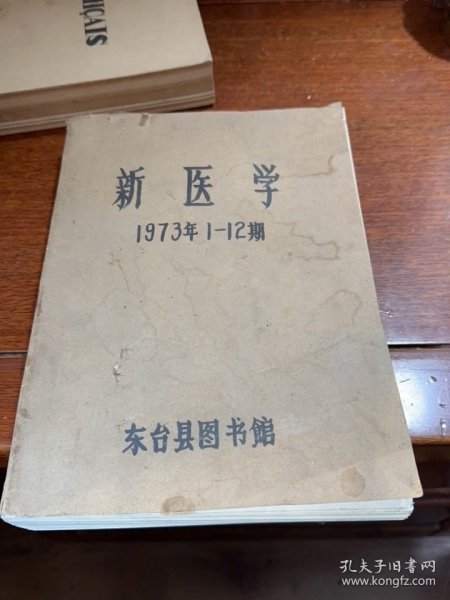 NÇAIS
新医学
1973年1-12期
东台县图书館
孔夫子旧书网
www.kongfz.com